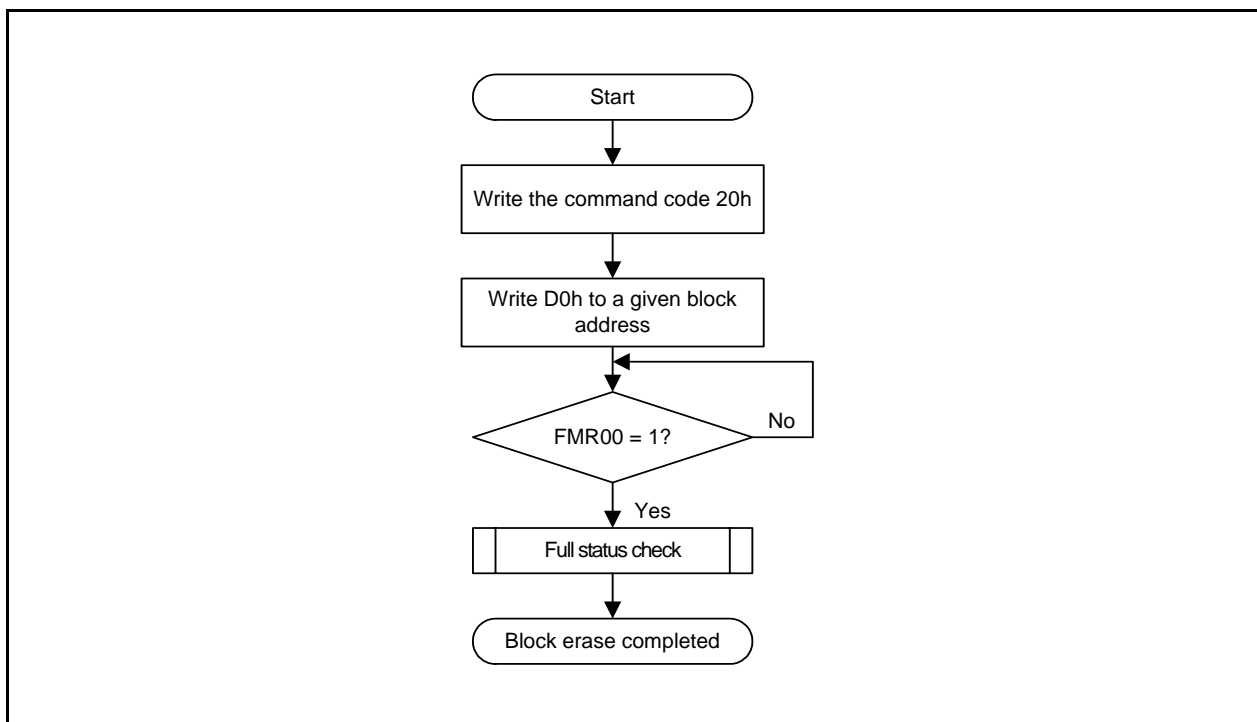 Start
Write the command code 20h
Write D0h to a given block
address
FMR00 = 1?
No
Yes
Full status check
Block erase completed